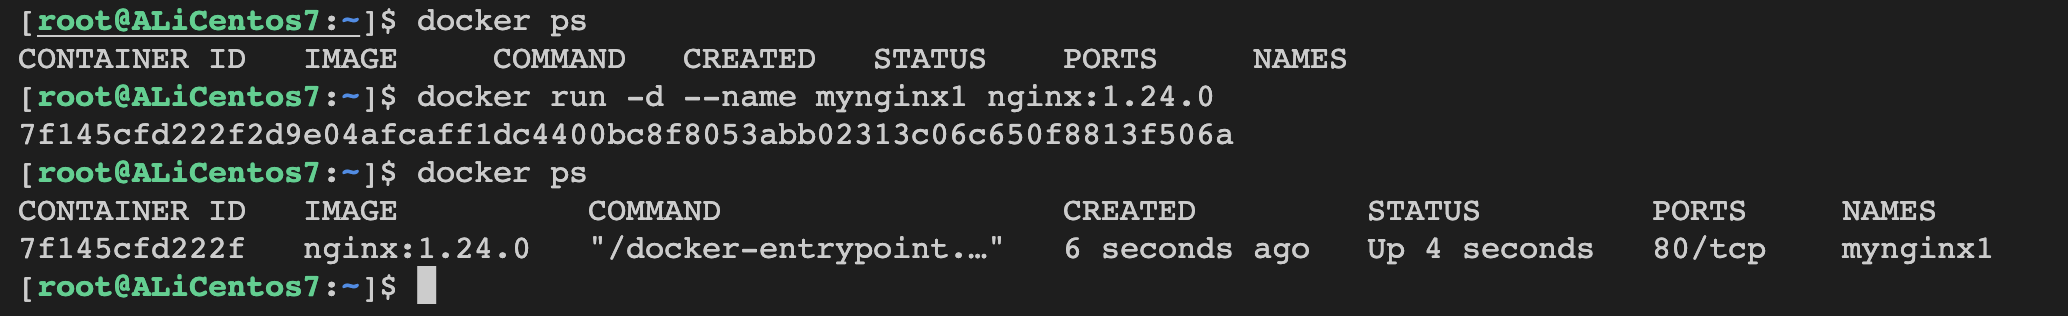 [root@ALiCentos7:~]$ docker ps
CONTAINER ID   IMAGE     COMMAND   CREATED   STATUS    PORTS     NAMES
[root@ALiCentos7:~]$ docker run -d --name mynginx1 nginx:1.24.0
7f145cfd222f2d9e04afcaff1dc4400bc8f8053abb02313c06c650f8813f506a
[root@ALiCentos7:~]$ docker ps
CONTAINER ID   IMAGE          COMMAND                  CREATED         STATUS         PORTS     NAMES
7f145cfd222f   nginx:1.24.0   "/docker-entrypoint.…"   6 seconds ago   Up 4 seconds   80/tcp    mynginx1
[root@ALiCentos7:~]$